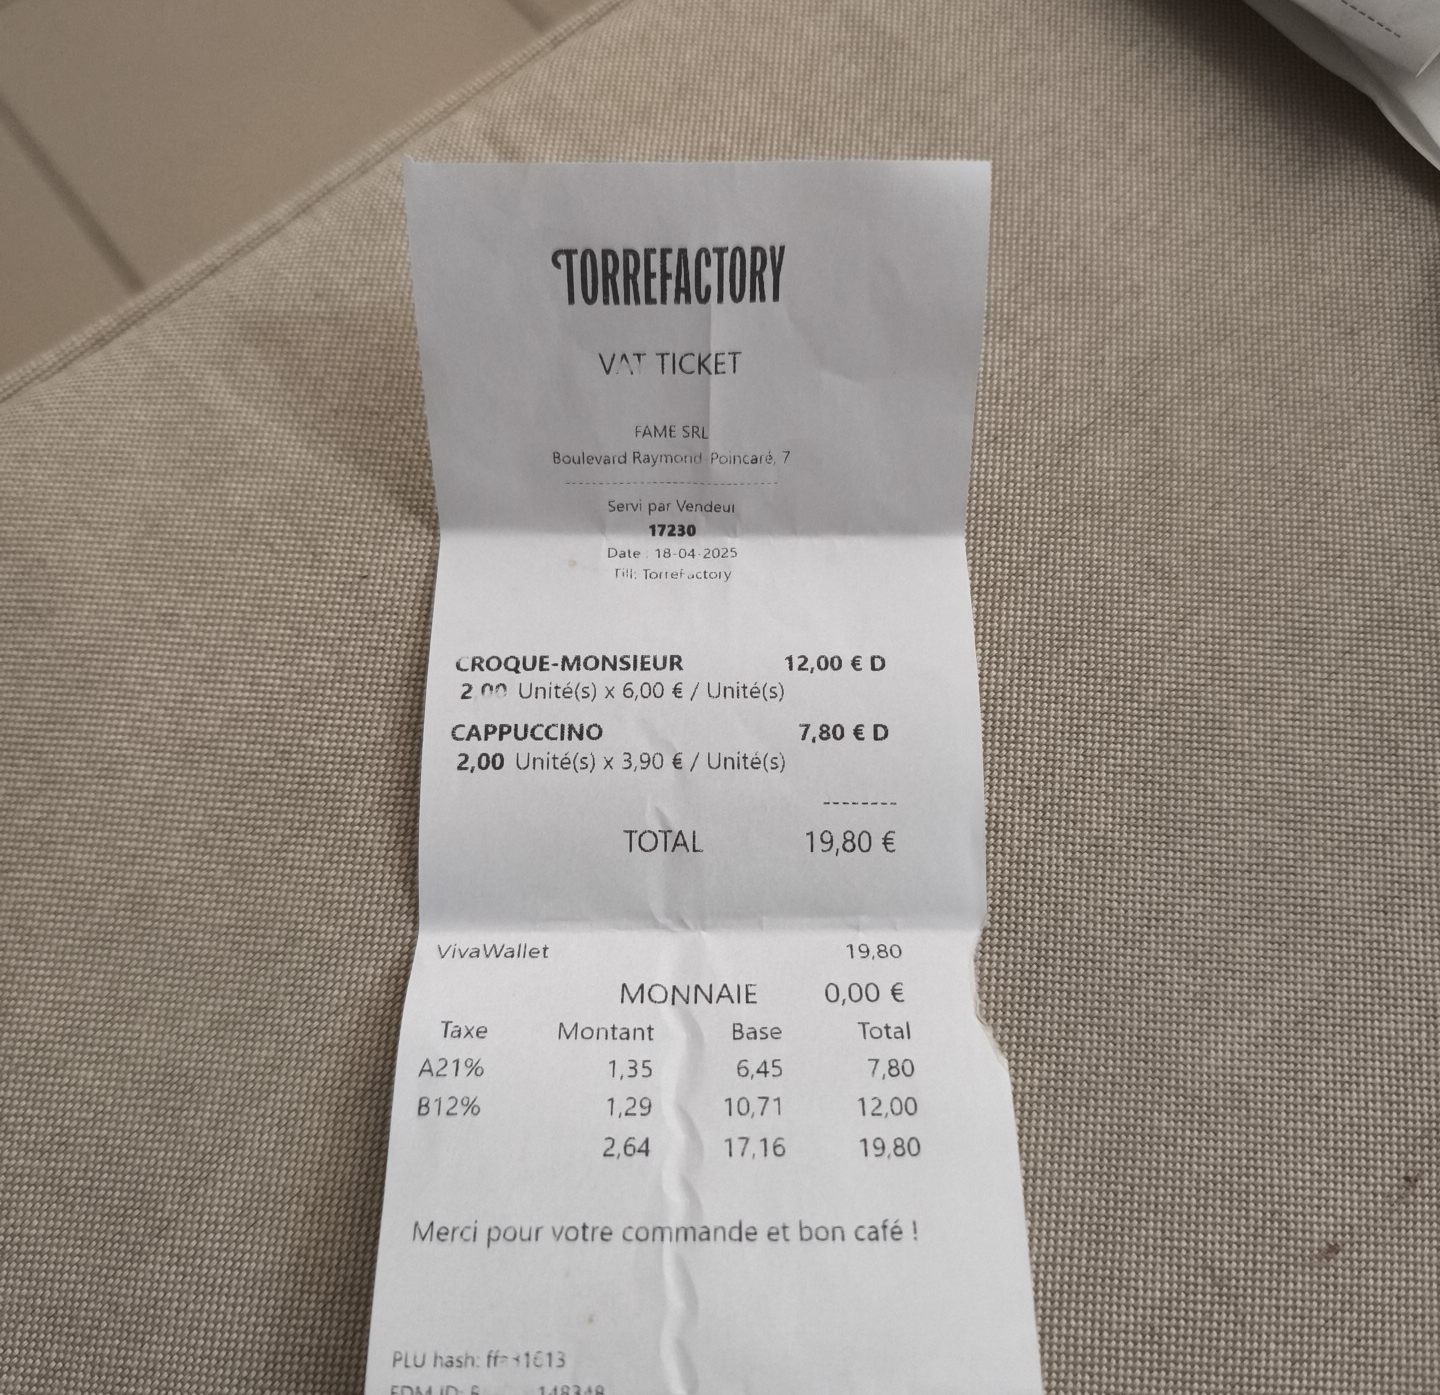 TORREFACTORY
VAT TICKET
FAME SRL
Boulevard Raymond Poincaré, 7
Servi par Vendeur
17230
Date : 18-04-2025
Till: Torrefactory
CROQUE-MONSIEUR 12,00 € D
2,00 Unité(s) x 6,00 € / Unité(s)
CAPPUCCINO 7,80 € D
2,00 Unité(s) x 3,90 € / Unité(s)
--------
TOTAL 19,80 €
VivaWallet 19,80
MONNAIE 0,00 €
Taxe Montant Base Total
A21% 1,35 6,45 7,80
B12% 1,29 10,71 12,00
2,64 17,16 19,80
Merci pour votre commande et bon café !
PLU hash: